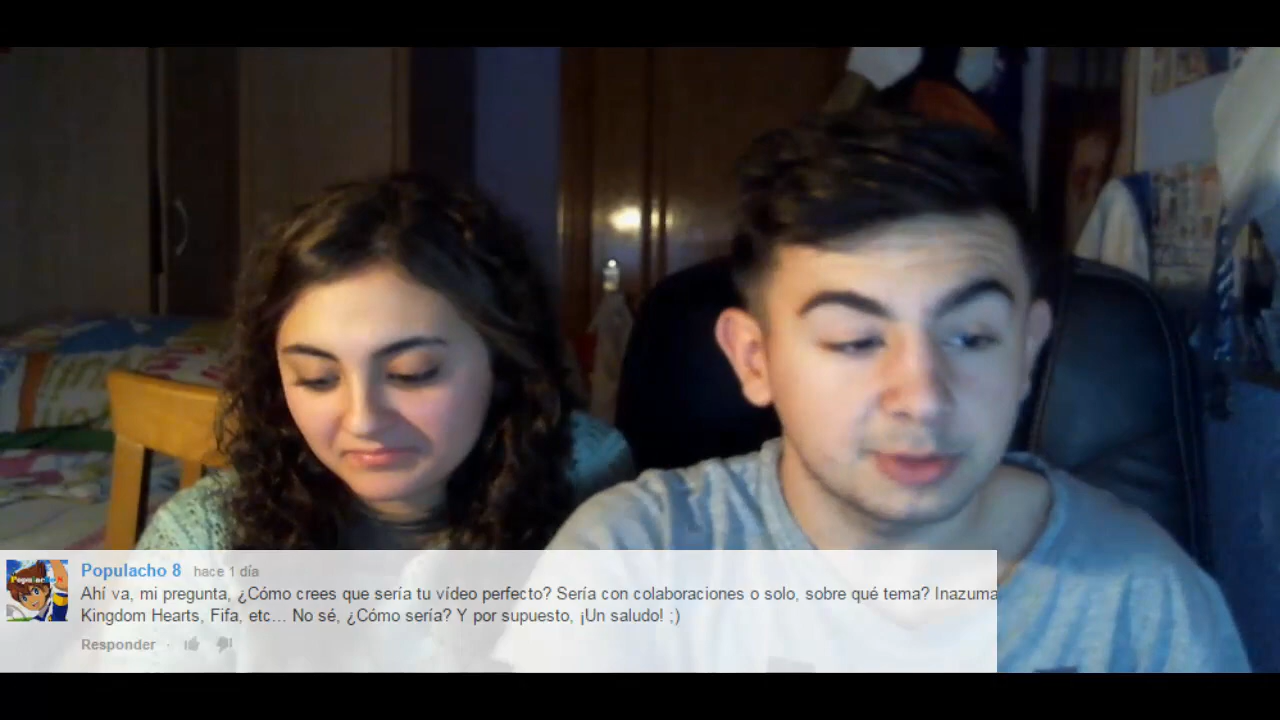 Populacho 8 hace 1 día
Ahí va, mi pregunta, ¿Cómo crees que sería tu vídeo perfecto? Sería con colaboraciones o solo, sobre qué tema? Inazuma
Kingdom Hearts, Fifa, etc... No sé, ¿Cómo sería? Y por supuesto, ¡Un saludo! ;)
Responder ·